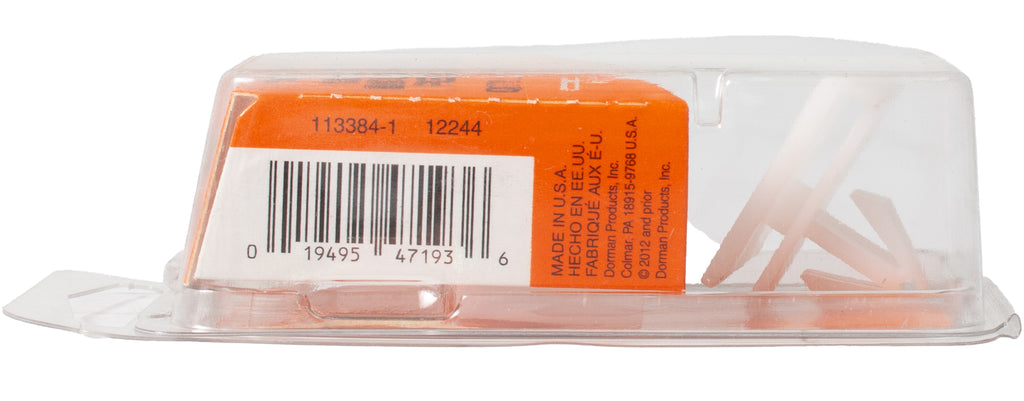 113384-1 12244
0 19495 47193 6
MADE IN U.S.A.
HECHO EN EE.UU.
FABRIQUÉ AUX É-U.
Dorman Products, Inc.
Colmar, PA 18915-9768 U.S.A.
© 2012 and prior
Dorman Products, Inc.